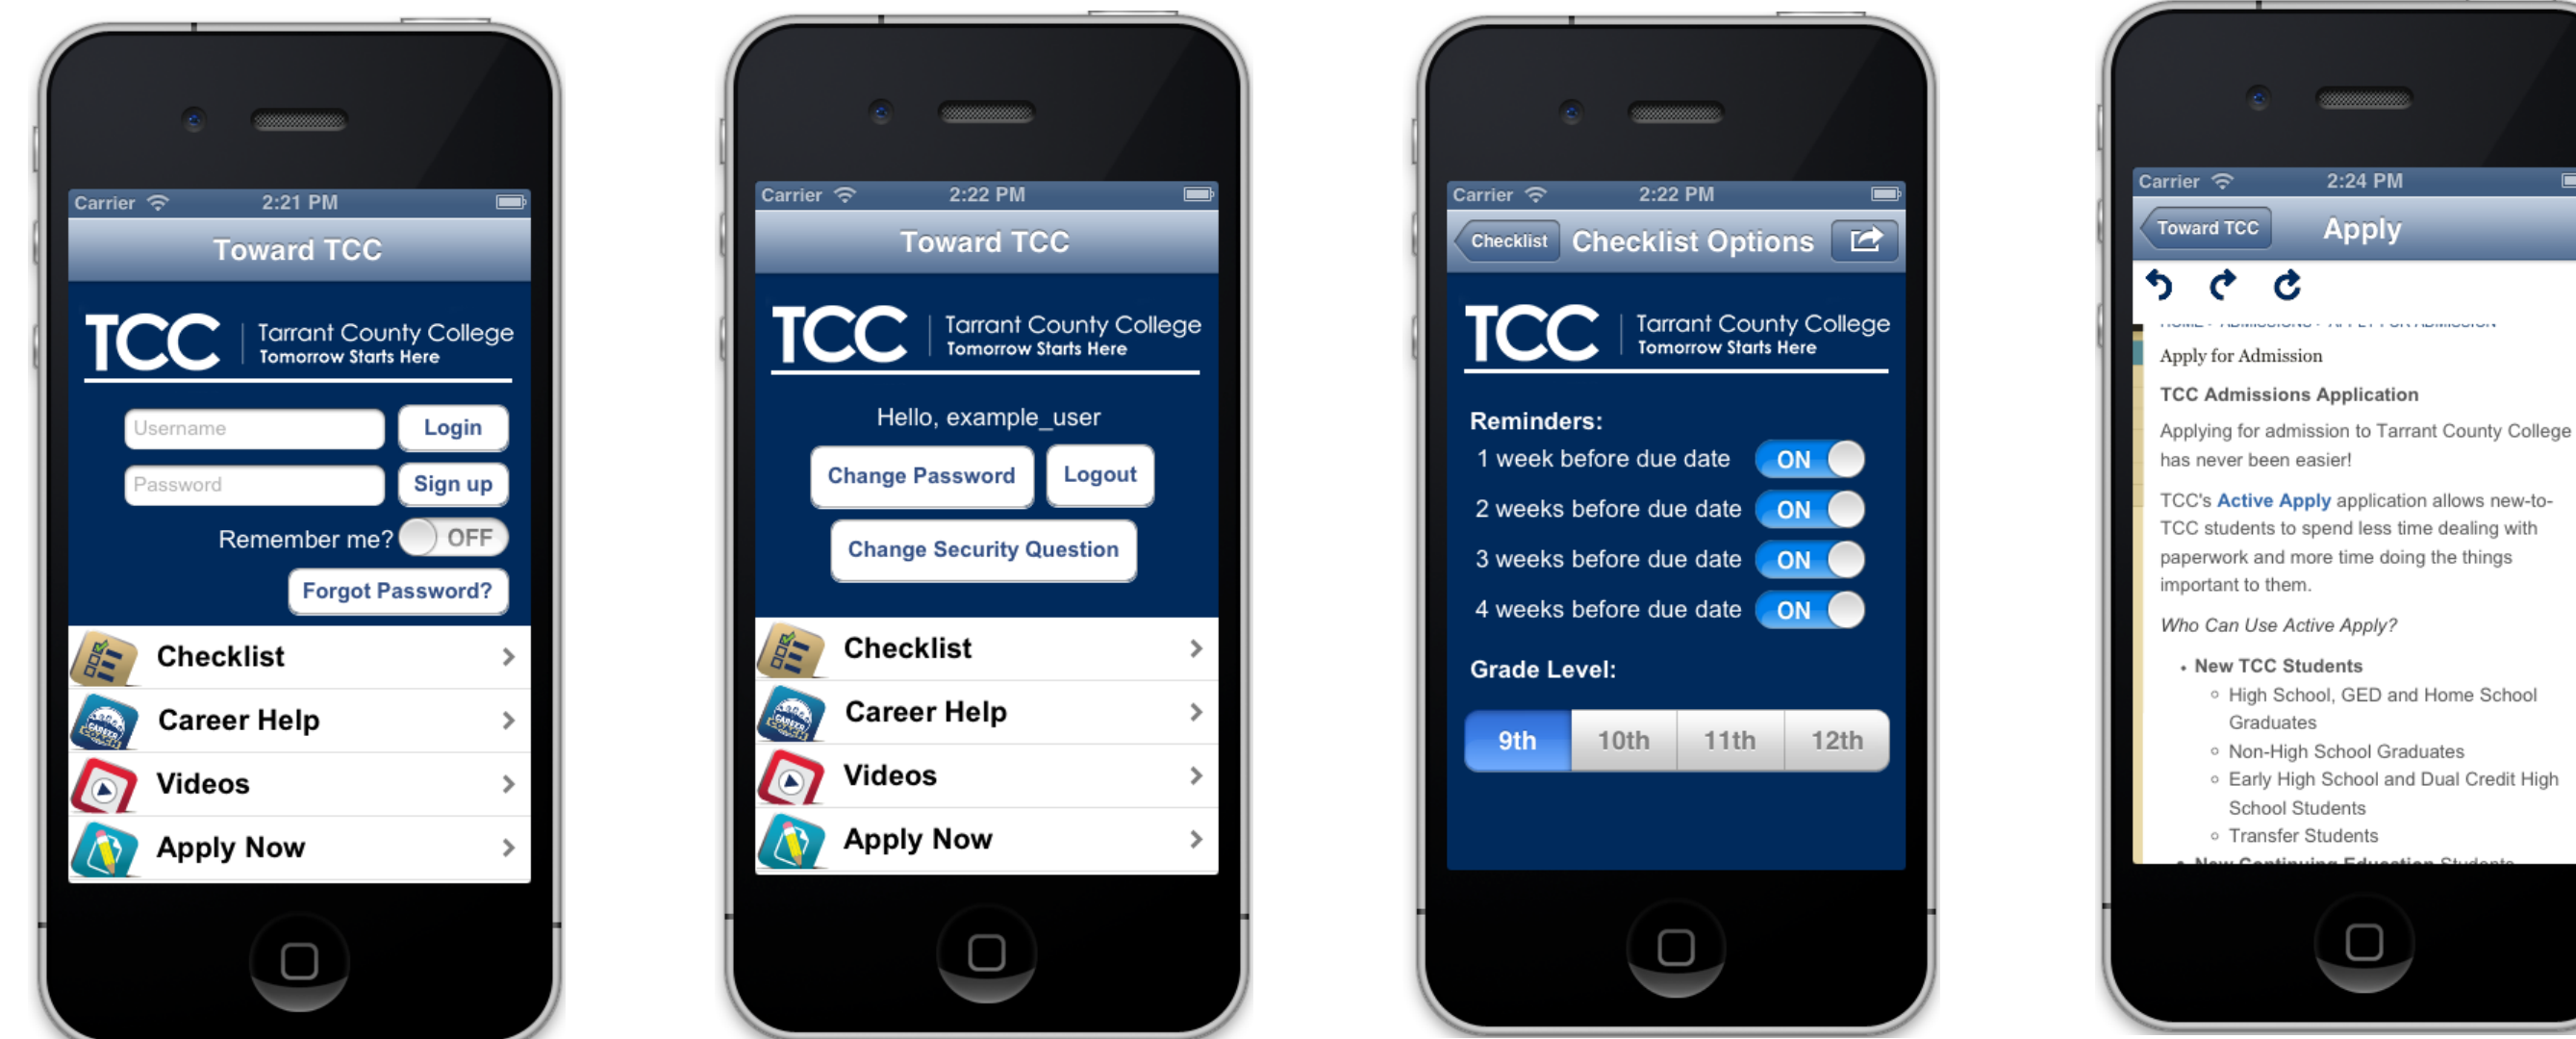 Carrier 2:21 PM
Toward TCC
TCC Tarrant County College
Tomorrow Starts Here
Username Login
Password Sign up
Remember me? OFF
Forgot Password?
Checklist
Career Help
Videos
Apply Now
Carrier 2:22 PM
Toward TCC
TCC Tarrant County College
Tomorrow Starts Here
Hello, example_user
Change Password Logout
Change Security Question
Checklist
CAREER
COACH
Career Help
Videos
Apply Now
Carrier 2:22 PM
Checklist Checklist Options
TCC Tarrant County College
Tomorrow Starts Here
Reminders:
1 week before due date ON
2 weeks before due date ON
3 weeks before due date ON
4 weeks before due date ON
Grade Level:
9th 10th 11th 12th
Carrier 2:24 PM
Toward TCC Apply
Apply for Admission
TCC Admissions Application
Applying for admission to Tarrant County College
has never been easier!
TCC's Active Apply application allows new-to-
TCC students to spend less time dealing with
paperwork and more time doing the things
important to them.
Who Can Use Active Apply?
• New TCC Students
◦ High School, GED and Home School
Graduates
◦ Non-High School Graduates
◦ Early High School and Dual Credit High
School Students
◦ Transfer Students
• New Continuing Education Students